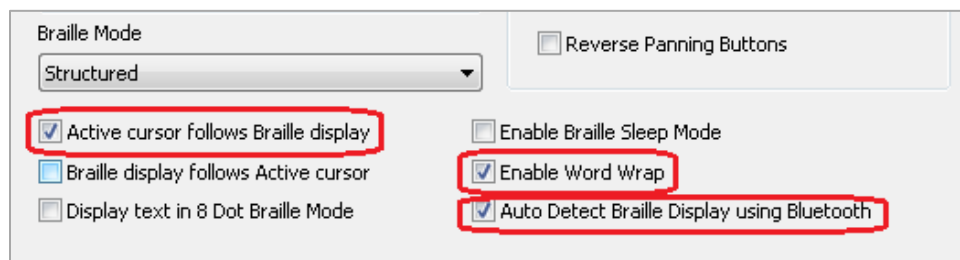 Braille Mode
Structured
Reverse Panning Buttons
Active cursor follows Braille display
Enable Braille Sleep Mode
Braille display follows Active cursor
Enable Word Wrap
Display text in 8 Dot Braille Mode
Auto Detect Braille Display using Bluetooth